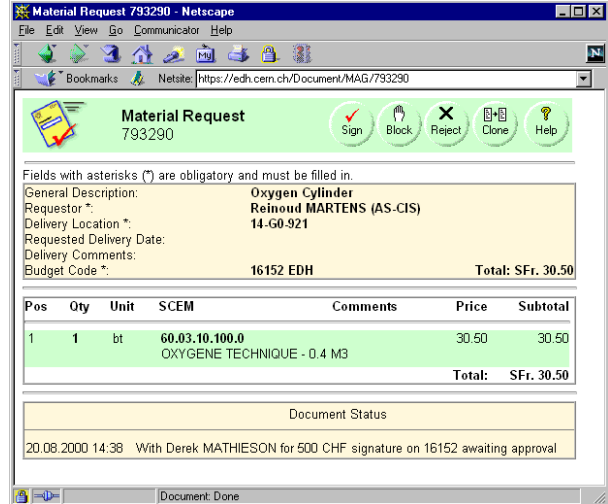 Material Request 793290 - Netscape
File Edit View Go Communicator Help
My
N
Bookmarks Netsite: https://edh.cern.ch/Document/MAG/793290
Material Request
793290
Sign Block Reject Clone Help
Fields with asterisks (*) are obligatory and must be filled in.
General Description: Oxygen Cylinder
Requestor *: Reinoud MARTENS (AS-CIS)
Delivery Location *: 14-G0-921
Requested Delivery Date:
Delivery Comments:
Budget Code *: 16152 EDH Total: SFr. 30.50
Pos Qty Unit SCEM Comments Price Subtotal
1 1 bt 60.03.10.100.0 30.50 30.50
OXYGENE TECHNIQUE - 0.4 M3
Total: SFr. 30.50
Document Status
20.08.2000 14:38 With Derek MATHIESON for 500 CHF signature on 16152 awaiting approval
Document: Done